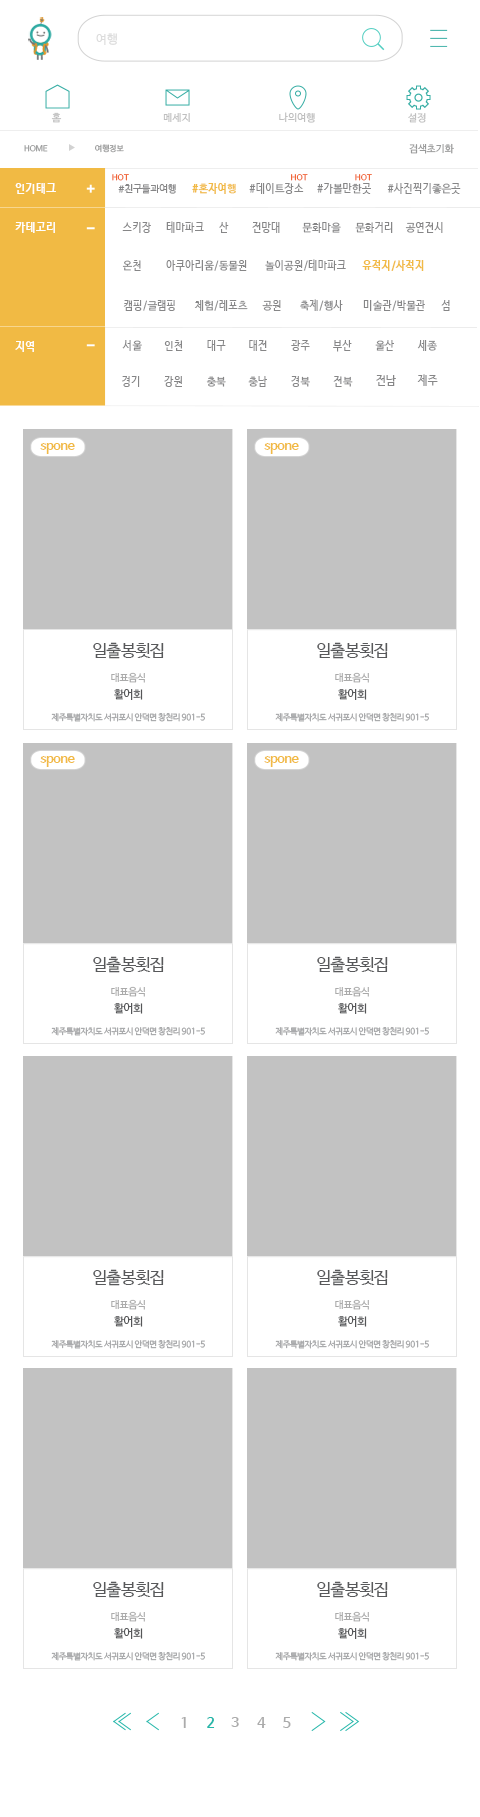 여행
홈 메세지 나의여행 설정
HOME 여행정보 검색초기화
HOT HOT HOT
인기태그 #친구들과여행 #혼자여행 #데이트장소 #가볼만한곳 #사진찍기좋은곳
카테고리 스키장 테마파크 산 전망대 문화마을 문화거리 공연전시
온천 아쿠아리움/동물원 놀이공원/테마파크 유적지/사적지
캠핑/글램핑 체험/레포츠 공원 축제/행사 미술관/박물관 섬
지역 서울 인천 대구 대전 광주 부산 울산 세종
경기 강원 충북 충남 경북 전북 전남 제주
spone spone
일출봉횟집 일출봉횟집
대표음식 대표음식
활어회 활어회
제주특별자치도 서귀포시 안덕면 창천리 901-5 제주특별자치도 서귀포시 안덕면 창천리 901-5
spone spone
일출봉횟집 일출봉횟집
대표음식 대표음식
활어회 활어회
제주특별자치도 서귀포시 안덕면 창천리 901-5 제주특별자치도 서귀포시 안덕면 창천리 901-5
일출봉횟집 일출봉횟집
대표음식 대표음식
활어회 활어회
제주특별자치도 서귀포시 안덕면 창천리 901-5 제주특별자치도 서귀포시 안덕면 창천리 901-5
일출봉횟집 일출봉횟집
대표음식 대표음식
활어회 활어회
제주특별자치도 서귀포시 안덕면 창천리 901-5 제주특별자치도 서귀포시 안덕면 창천리 901-5
1 2 3 4 5